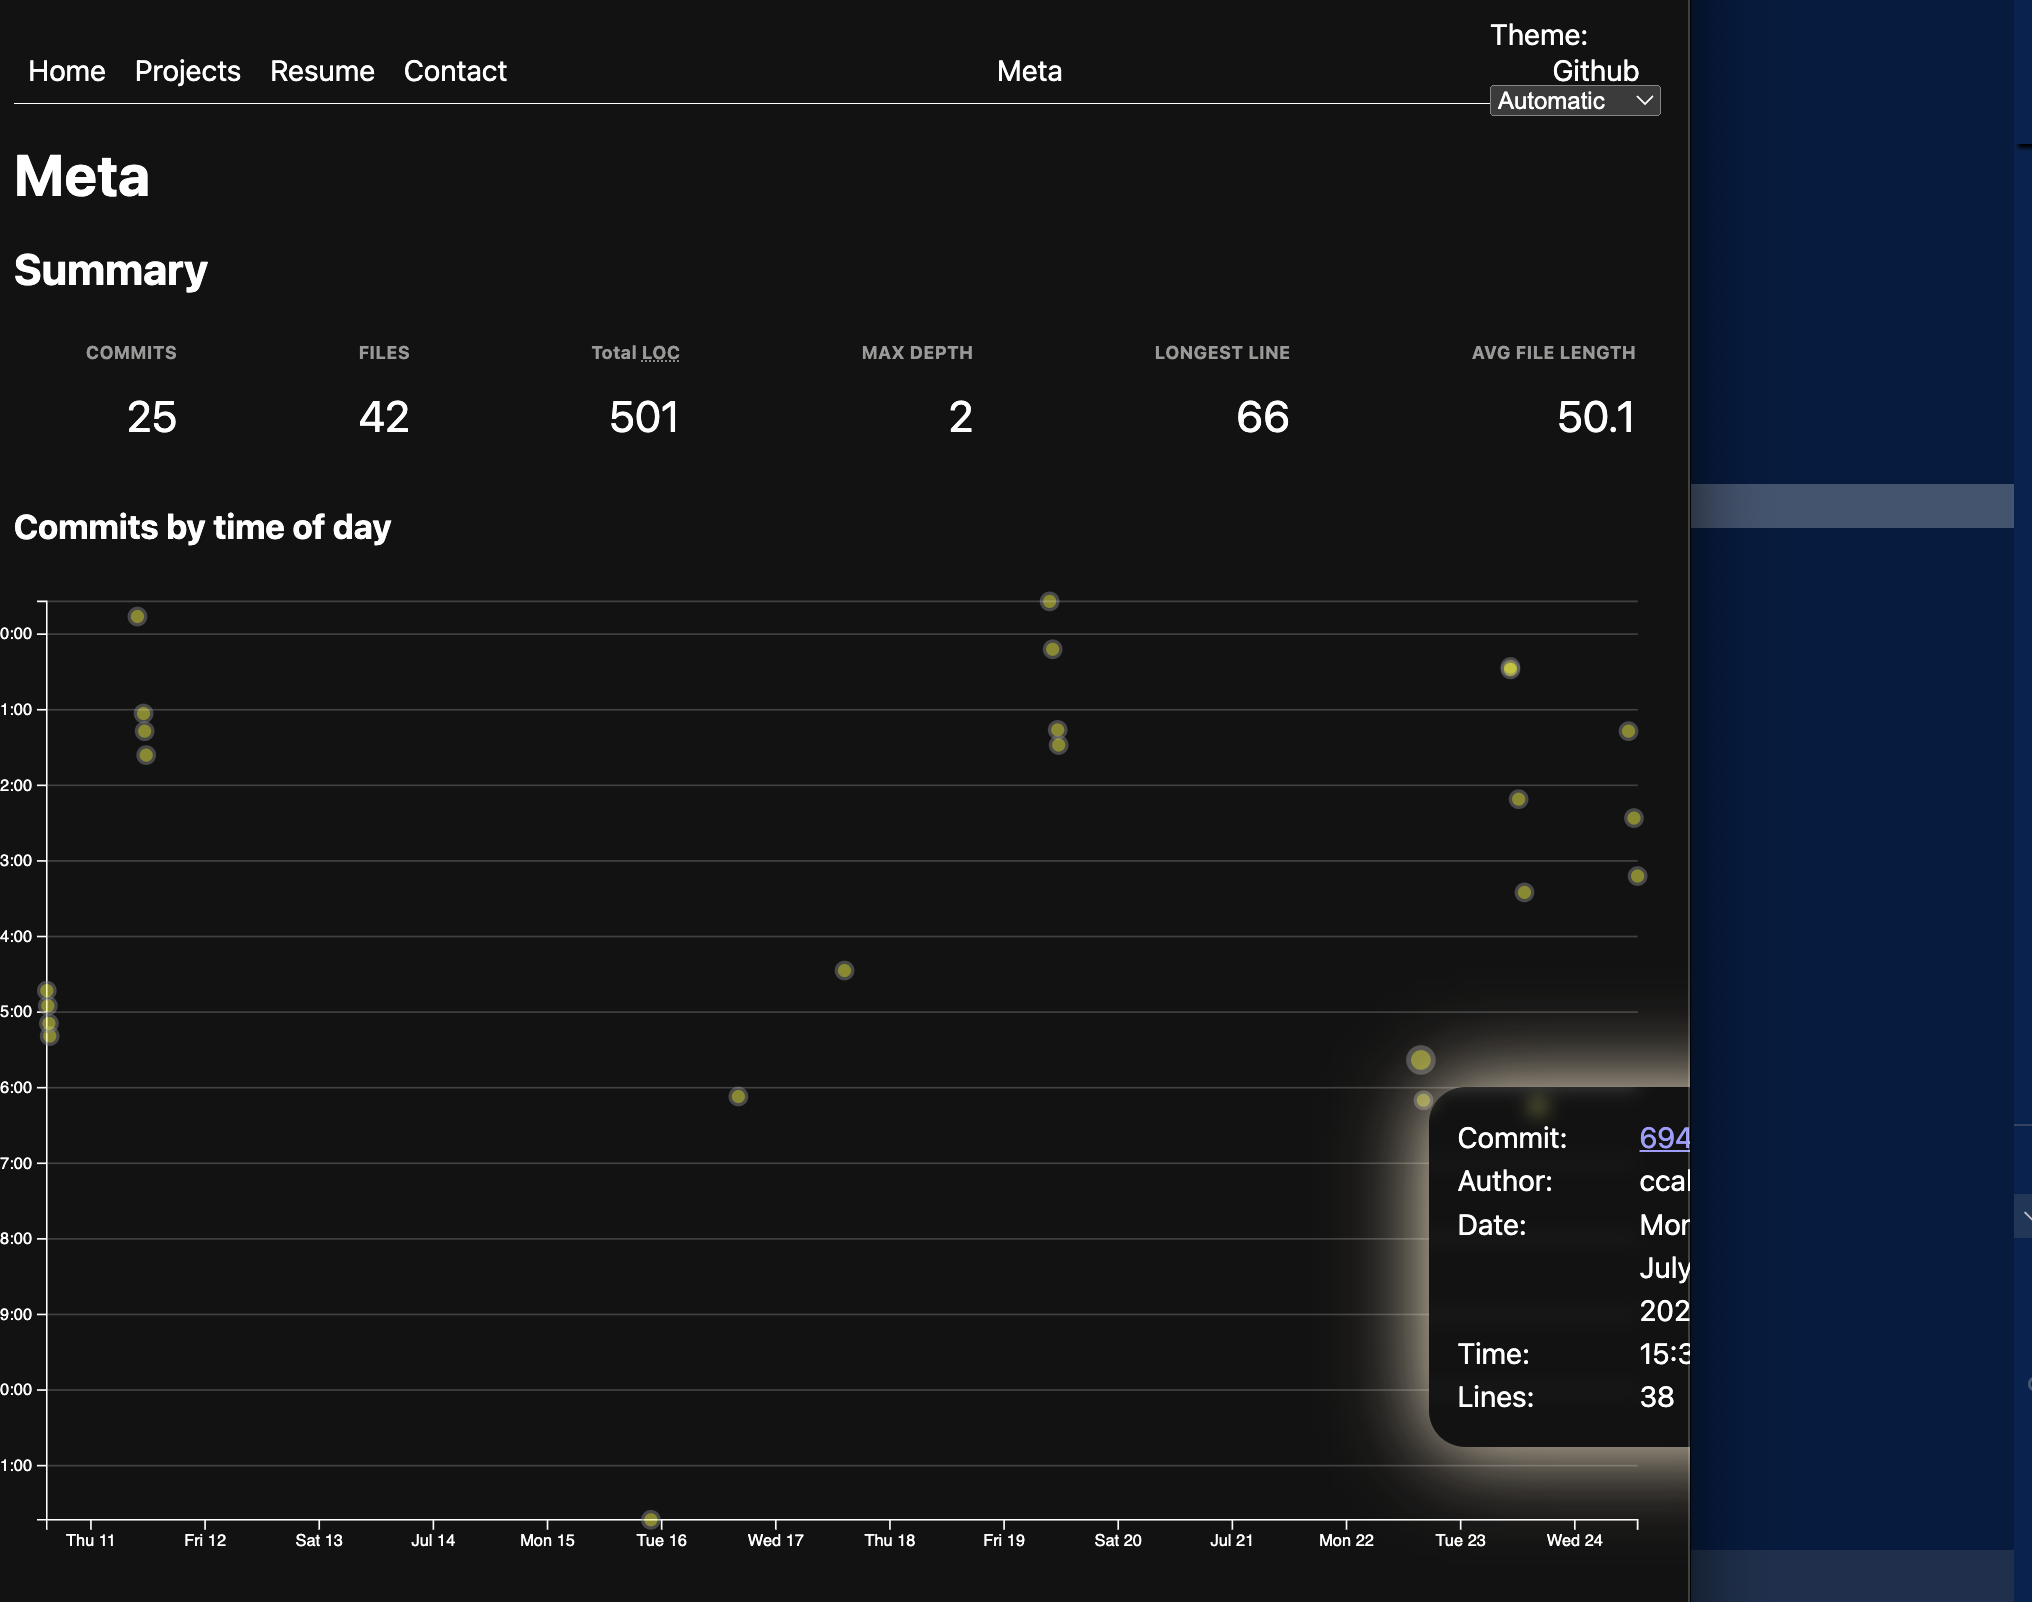 Theme:
Home Projects Resume Contact Meta Github
Automatic
Meta
Summary
COMMITS FILES Total LOC MAX DEPTH LONGEST LINE AVG FILE LENGTH
25 42 501 2 66 50.1
Commits by time of day
0:00
1:00
2:00
3:00
4:00
5:00
6:00
7:00
8:00
9:00
0:00
1:00
Commit: 694
Author: ccal
Date: Mon
July
202
Time: 15:3
Lines: 38
Thu 11 Fri 12 Sat 13 Jul 14 Mon 15 Tue 16 Wed 17 Thu 18 Fri 19 Sat 20 Jul 21 Mon 22 Tue 23 Wed 24